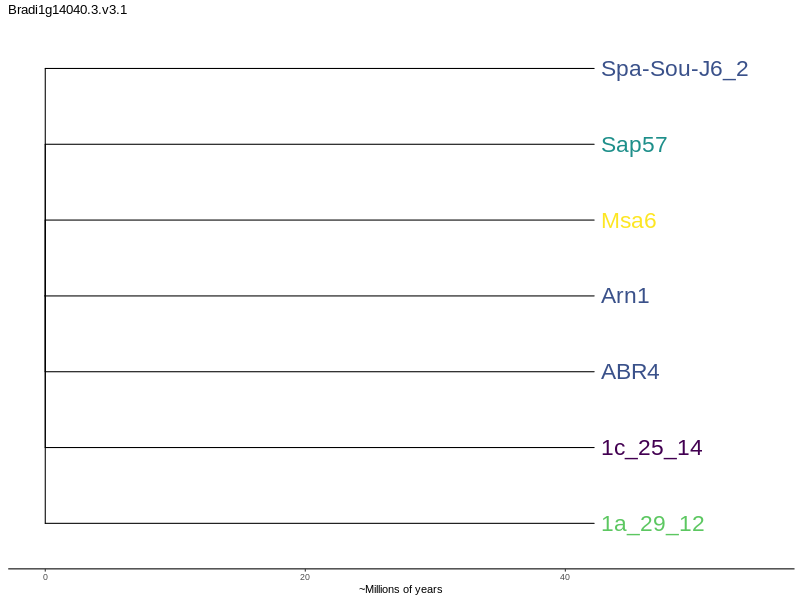 Bradi1g14040.3.v3.1
Spa-Sou-J6_2
Sap57
Msa6
Arn1
ABR4
1c_25_14
1a_29_12
0 20 40
~Millions of years